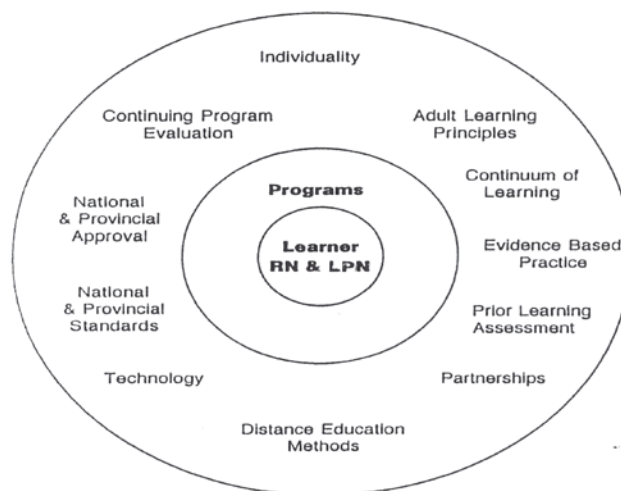 Individuality
Continuing Program
Evaluation
Adult Learning
Principles
Continuum of
Learning
Programs
National
& Provincial
Approval
Learner
RN & LPN
Evidence Based
Practice
National
& Provincial
Standards
Prior Learning
Assessment
Technology
Partnerships
Distance Education
Methods